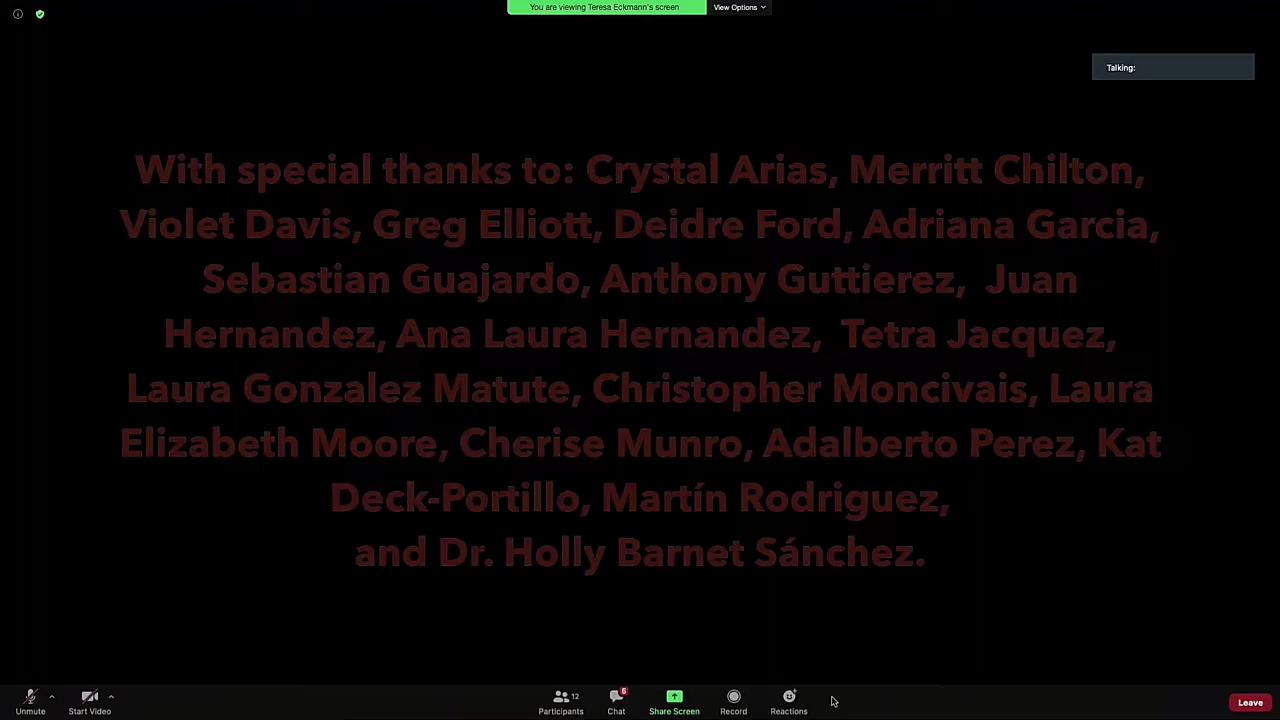 You are viewing Teresa Eckmann's screen
View Options
Talking:
With special thanks to: Crystal Arias, Merritt Chilton,
Violet Davis, Greg Elliott, Deidre Ford, Adriana Garcia,
Sebastian Guajardo, Anthony Guttierez, Juan
Hernandez, Ana Laura Hernandez, Tetra Jacquez,
Laura Gonzalez Matute, Christopher Moncivais, Laura
Elizabeth Moore, Cherise Munro, Adalberto Perez, Kat
Deck-Portillo, Martín Rodriguez,
and Dr. Holly Barnet Sánchez.
Unmute
Start Video
12
Participants
6
Chat
Share Screen
Record
Reactions
Leave